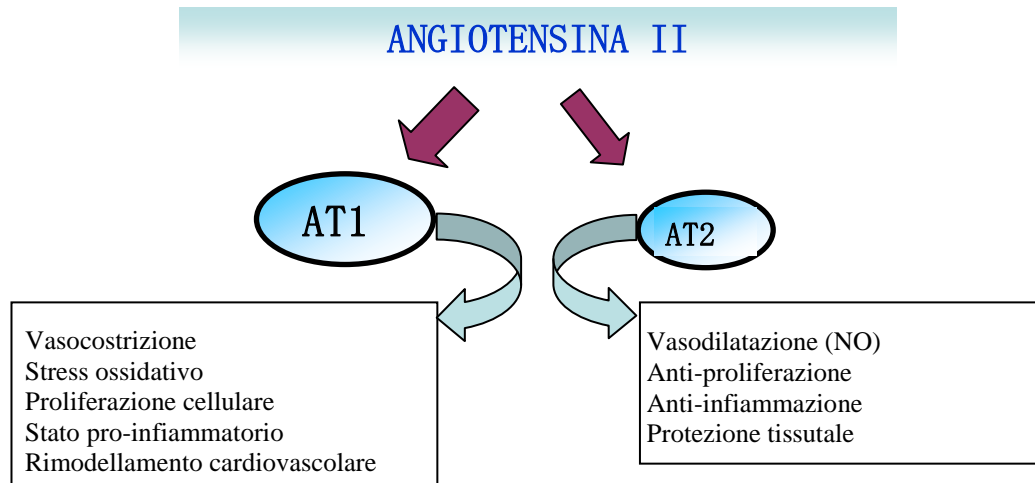 ANGIOTENSINA II
AT1
AT2
Vasocostrizione
Stress ossidativo
Proliferazione cellulare
Stato pro-infiammatorio
Rimodellamento cardiovascolare
Vasodilatazione (NO)
Anti-proliferazione
Anti-infiammazione
Protezione tissutale